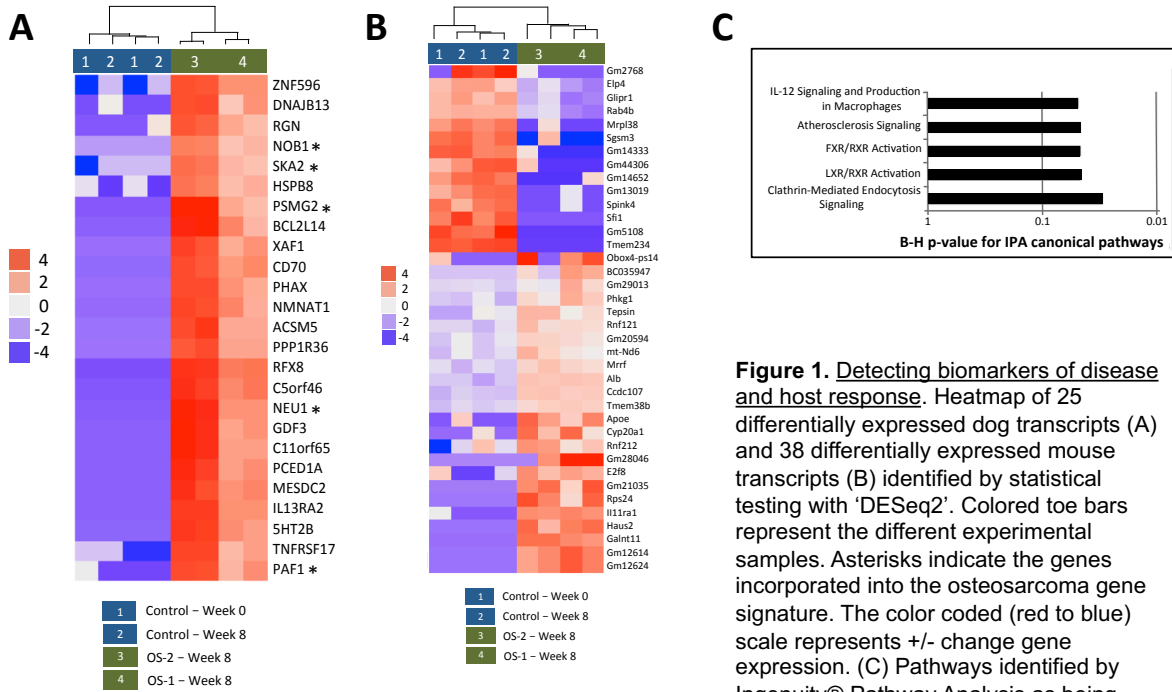 A
1 2 1 2 3 4
ZNF596
DNAJB13
RGN
NOB1 *
SKA2 *
HSPB8
PSMG2 *
BCL2L14
XAF1
CD70
PHAX
NMNAT1
ACSM5
PPP1R36
RFX8
C5orf46
NEU1 *
GDF3
C11orf65
PCED1A
MESDC2
IL13RA2
5HT2B
TNFRSF17
PAF1 *
4
2
0
-2
-4
1 Control – Week 0
2 Control – Week 8
3 OS-2 – Week 8
4 OS-1 – Week 8
B
1 2 1 2 3 4
Gm2768
Elp4
Glipr1
Rab4b
Mrpl38
Sgsm3
Gm14333
Gm44306
Gm14652
Gm13019
Spink4
Sfi1
Gm5108
Tmem234
Obox4-ps14
BC035947
Gm29013
Phkg1
Tepsin
Rnf121
Gm20594
mt-Nd6
Mrrf
Alb
Ccdc107
Tmem38b
Apoe
Cyp20a1
Rnf212
Gm28046
E2f8
Gm21035
Rps24
Il11ra1
Haus2
Galnt11
Gm12614
Gm12624
4
2
0
-2
-4
1 Control – Week 0
2 Control – Week 8
3 OS-2 – Week 8
4 OS-1 – Week 8
C
IL-12 Signaling and Production
in Macrophages
Atherosclerosis Signaling
FXR/RXR Activation
LXR/RXR Activation
Clathrin-Mediated Endocytosis
Signaling
1 0.1 0.01
B-H p-value for IPA canonical pathways
Figure 1. Detecting biomarkers of disease
and host response. Heatmap of 25
differentially expressed dog transcripts (A)
and 38 differentially expressed mouse
transcripts (B) identified by statistical
testing with ‘DESeq2’. Colored toe bars
represent the different experimental
samples. Asterisks indicate the genes
incorporated into the osteosarcoma gene
signature. The color coded (red to blue)
scale represents +/- change gene
expression. (C) Pathways identified by
Ingenuity® Pathway Analysis as being